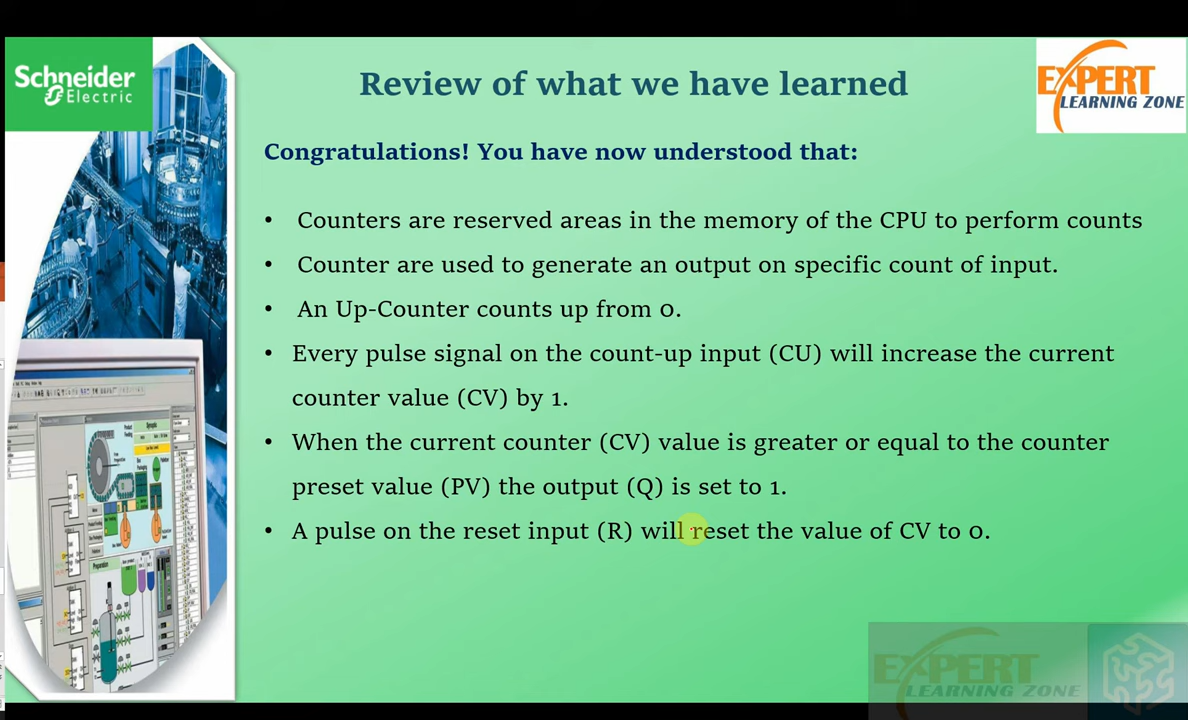 Schneider
Electric
Review of what we have learned
EXPERT
LEARNING ZONE
Congratulations! You have now understood that:
• Counters are reserved areas in the memory of the CPU to perform counts
• Counter are used to generate an output on specific count of input.
• An Up-Counter counts up from 0.
• Every pulse signal on the count-up input (CU) will increase the current
counter value (CV) by 1.
• When the current counter (CV) value is greater or equal to the counter
preset value (PV) the output (Q) is set to 1.
• A pulse on the reset input (R) will reset the value of CV to 0.
EXPERT
LEARNING ZONE